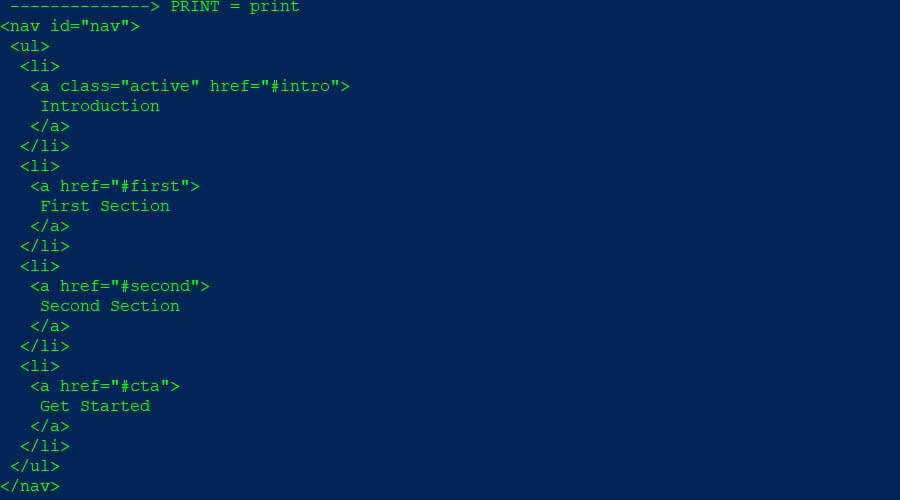 --------------> PRINT = print
<nav id="nav">
 <ul>
  <li>
   <a class="active" href="#intro">
    Introduction
   </a>
  </li>
  <li>
   <a href="#first">
    First Section
   </a>
  </li>
  <li>
   <a href="#second">
    Second Section
   </a>
  </li>
  <li>
   <a href="#cta">
    Get Started
   </a>
  </li>
 </ul>
</nav>